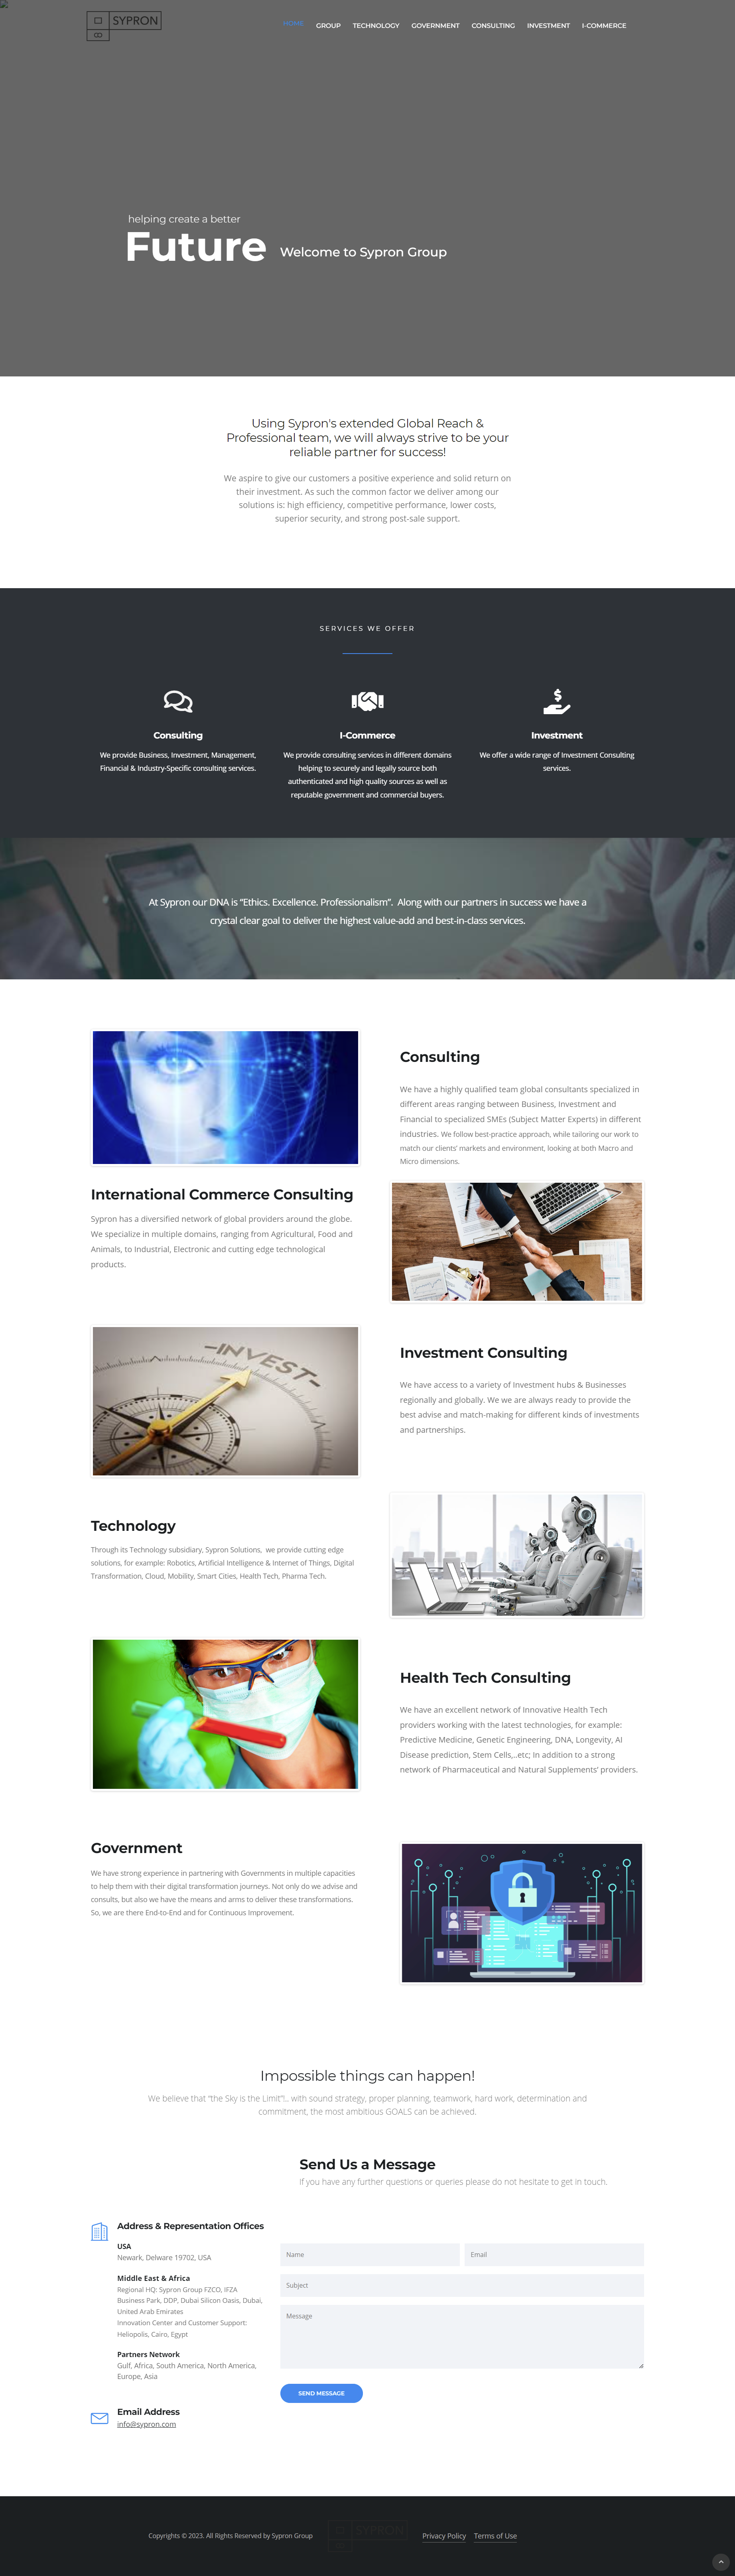 SYPRON
HOME
GROUP
TECHNOLOGY
GOVERNMENT
CONSULTING
INVESTMENT
I-COMMERCE
helping create a better
Future
Welcome to Sypron Group
Using Sypron's extended Global Reach &
Professional team, we will always strive to be your
reliable partner for success!
We aspire to give our customers a positive experience and solid return on
their investment. As such the common factor we deliver among our
solutions is: high efficiency, competitive performance, lower costs,
superior security, and strong post-sale support.
SERVICES WE OFFER
Consulting
We provide Business, Investment, Management,
Financial & Industry-Specific consulting services.
I-Commerce
We provide consulting services in different domains
helping to securely and legally source both
authenticated and high quality sources as well as
reputable government and commercial buyers.
Investment
We offer a wide range of Investment Consulting
services.
At Sypron our DNA is “Ethics. Excellence. Professionalism”.  Along with our partners in success we have a
crystal clear goal to deliver the highest value-add and best-in-class services.
Consulting
We have a highly qualified team global consultants specialized in
different areas ranging between Business, Investment and
Financial to specialized SMEs (Subject Matter Experts) in different
industries. We follow best-practice approach, while tailoring our work to
match our clients’ markets and environment, looking at both Macro and
Micro dimensions.
International Commerce Consulting
Sypron has a diversified network of global providers around the globe.
We specialize in multiple domains, ranging from Agricultural, Food and
Animals, to Industrial, Electronic and cutting edge technological
products.
INVEST
Investment Consulting
We have access to a variety of Investment hubs & Businesses
regionally and globally. We we are always ready to provide the
best advise and match-making for different kinds of investments
and partnerships.
Technology
Through its Technology subsidiary, Sypron Solutions,  we provide cutting edge
solutions, for example: Robotics, Artificial Intelligence & Internet of Things, Digital
Transformation, Cloud, Mobility, Smart Cities, Health Tech, Pharma Tech.
Health Tech Consulting
We have an excellent network of Innovative Health Tech
providers working with the latest technologies, for example:
Predictive Medicine, Genetic Engineering, DNA, Longevity, AI
Disease prediction, Stem Cells,..etc; In addition to a strong
network of Pharmaceutical and Natural Supplements’ providers.
Government
We have strong experience in partnering with Governments in multiple capacities
to help them with their digital transformation journeys. Not only do we advise and
consults, but also we have the means and arms to deliver these transformations.
So, we are there End-to-End and for Continuous Improvement.
Impossible things can happen!
We believe that “the Sky is the Limit”!.. with sound strategy, proper planning, teamwork, hard work, determination and
commitment, the most ambitious GOALS can be achieved.
Send Us a Message
If you have any further questions or queries please do not hesitate to get in touch.
Address & Representation Offices
USA
Newark, Delware 19702, USA
Middle East & Africa
Regional HQ: Sypron Group FZCO, IFZA
Business Park, DDP, Dubai Silicon Oasis, Dubai,
United Arab Emirates
Innovation Center and Customer Support:
Heliopolis, Cairo, Egypt
Partners Network
Gulf, Africa, South America, North America,
Europe, Asia
Email Address
info@sypron.com
Name
Email
Subject
Message
SEND MESSAGE
Copyrights © 2023. All Rights Reserved by Sypron Group
SYPRON
Privacy Policy
Terms of Use